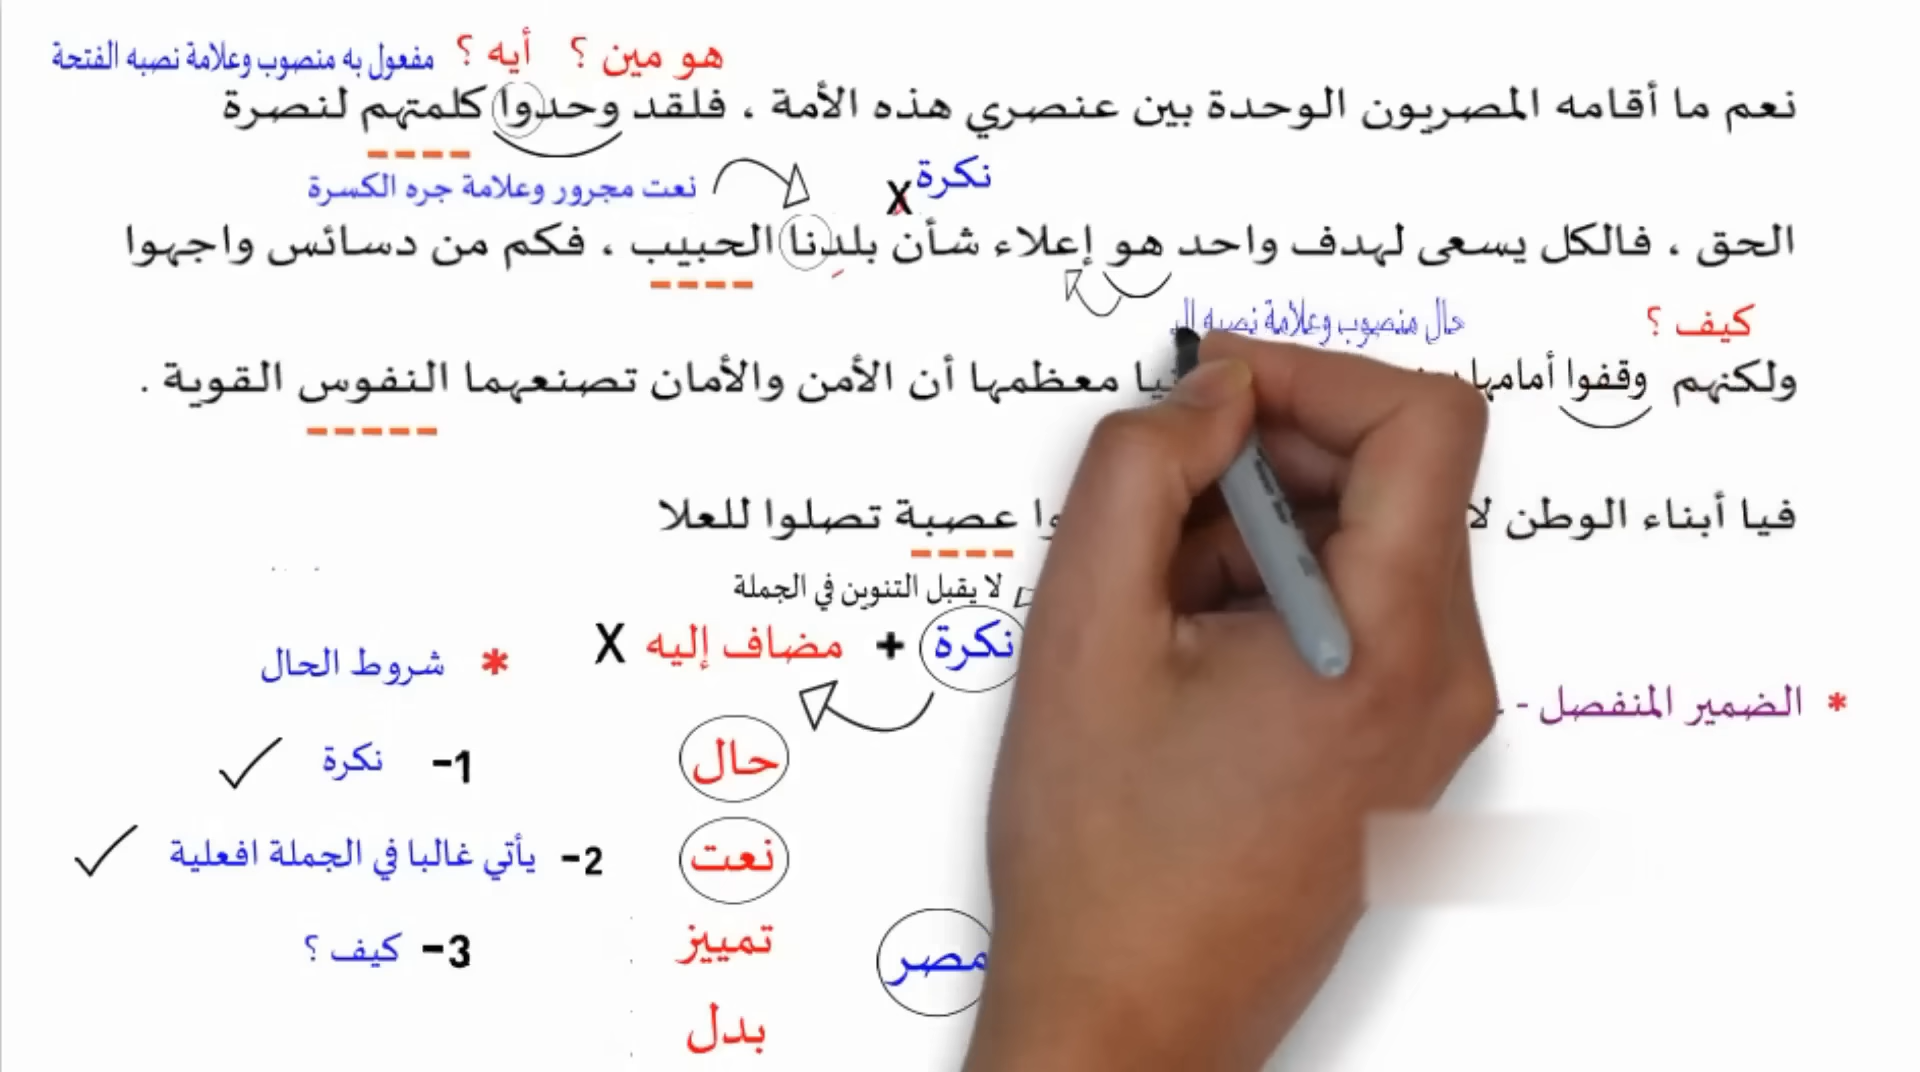 هو مين ؟ أيه ؟ مفعول به منصوب وعلامة نصبه الفتحة
نعم ما أقامه المصريون الوحدة بين عنصري هذه الأمة ، فلقد وحدوا كلمتهم لنصرة
نكرة X نعت مجرور وعلامة جره الكسرة
الحق ، فالكل يسعى لهدف واحد هو إعلاء شأن بلدنا الحبيب ، فكم من دسائس واجهوا
كيف ؟ حال منصوب وعلامة نصبه
ولكنهم وقفوا أمامها معظمها أن الأمن والأمان تصنعهما النفوس القوية .
فيا أبناء الوطن لا عصبة تصلوا للعلا
لا يقبل التنوين في الجملة
نكرة + مضاف إليه X
* شروط الحال
* الضمير المنفصل -
حال
1- نكرة
نعت
2- يأتي غالبا في الجملة افعلية
تمييز
3- كيف ؟
مصر
بدل